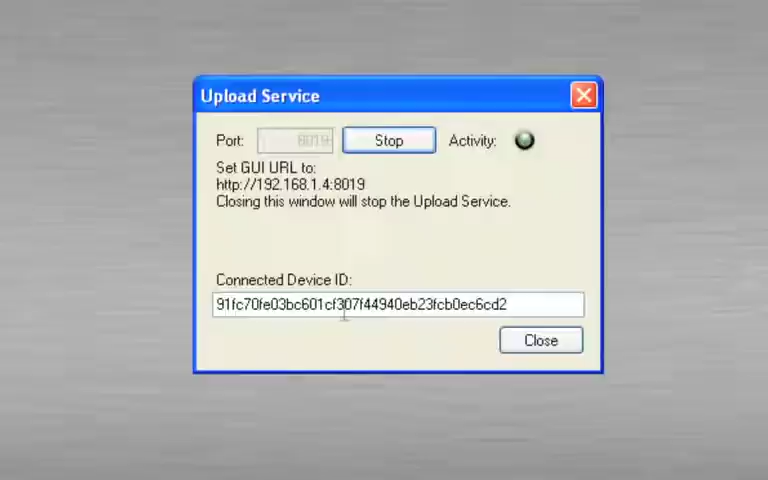 Upload Service
Port: 8019 Stop Activity:
Set GUI URL to:
http://192.168.1.4:8019
Closing this window will stop the Upload Service.
Connected Device ID:
91fc70fe03bc601cf307f44940eb23fcb0ec6cd2
Close